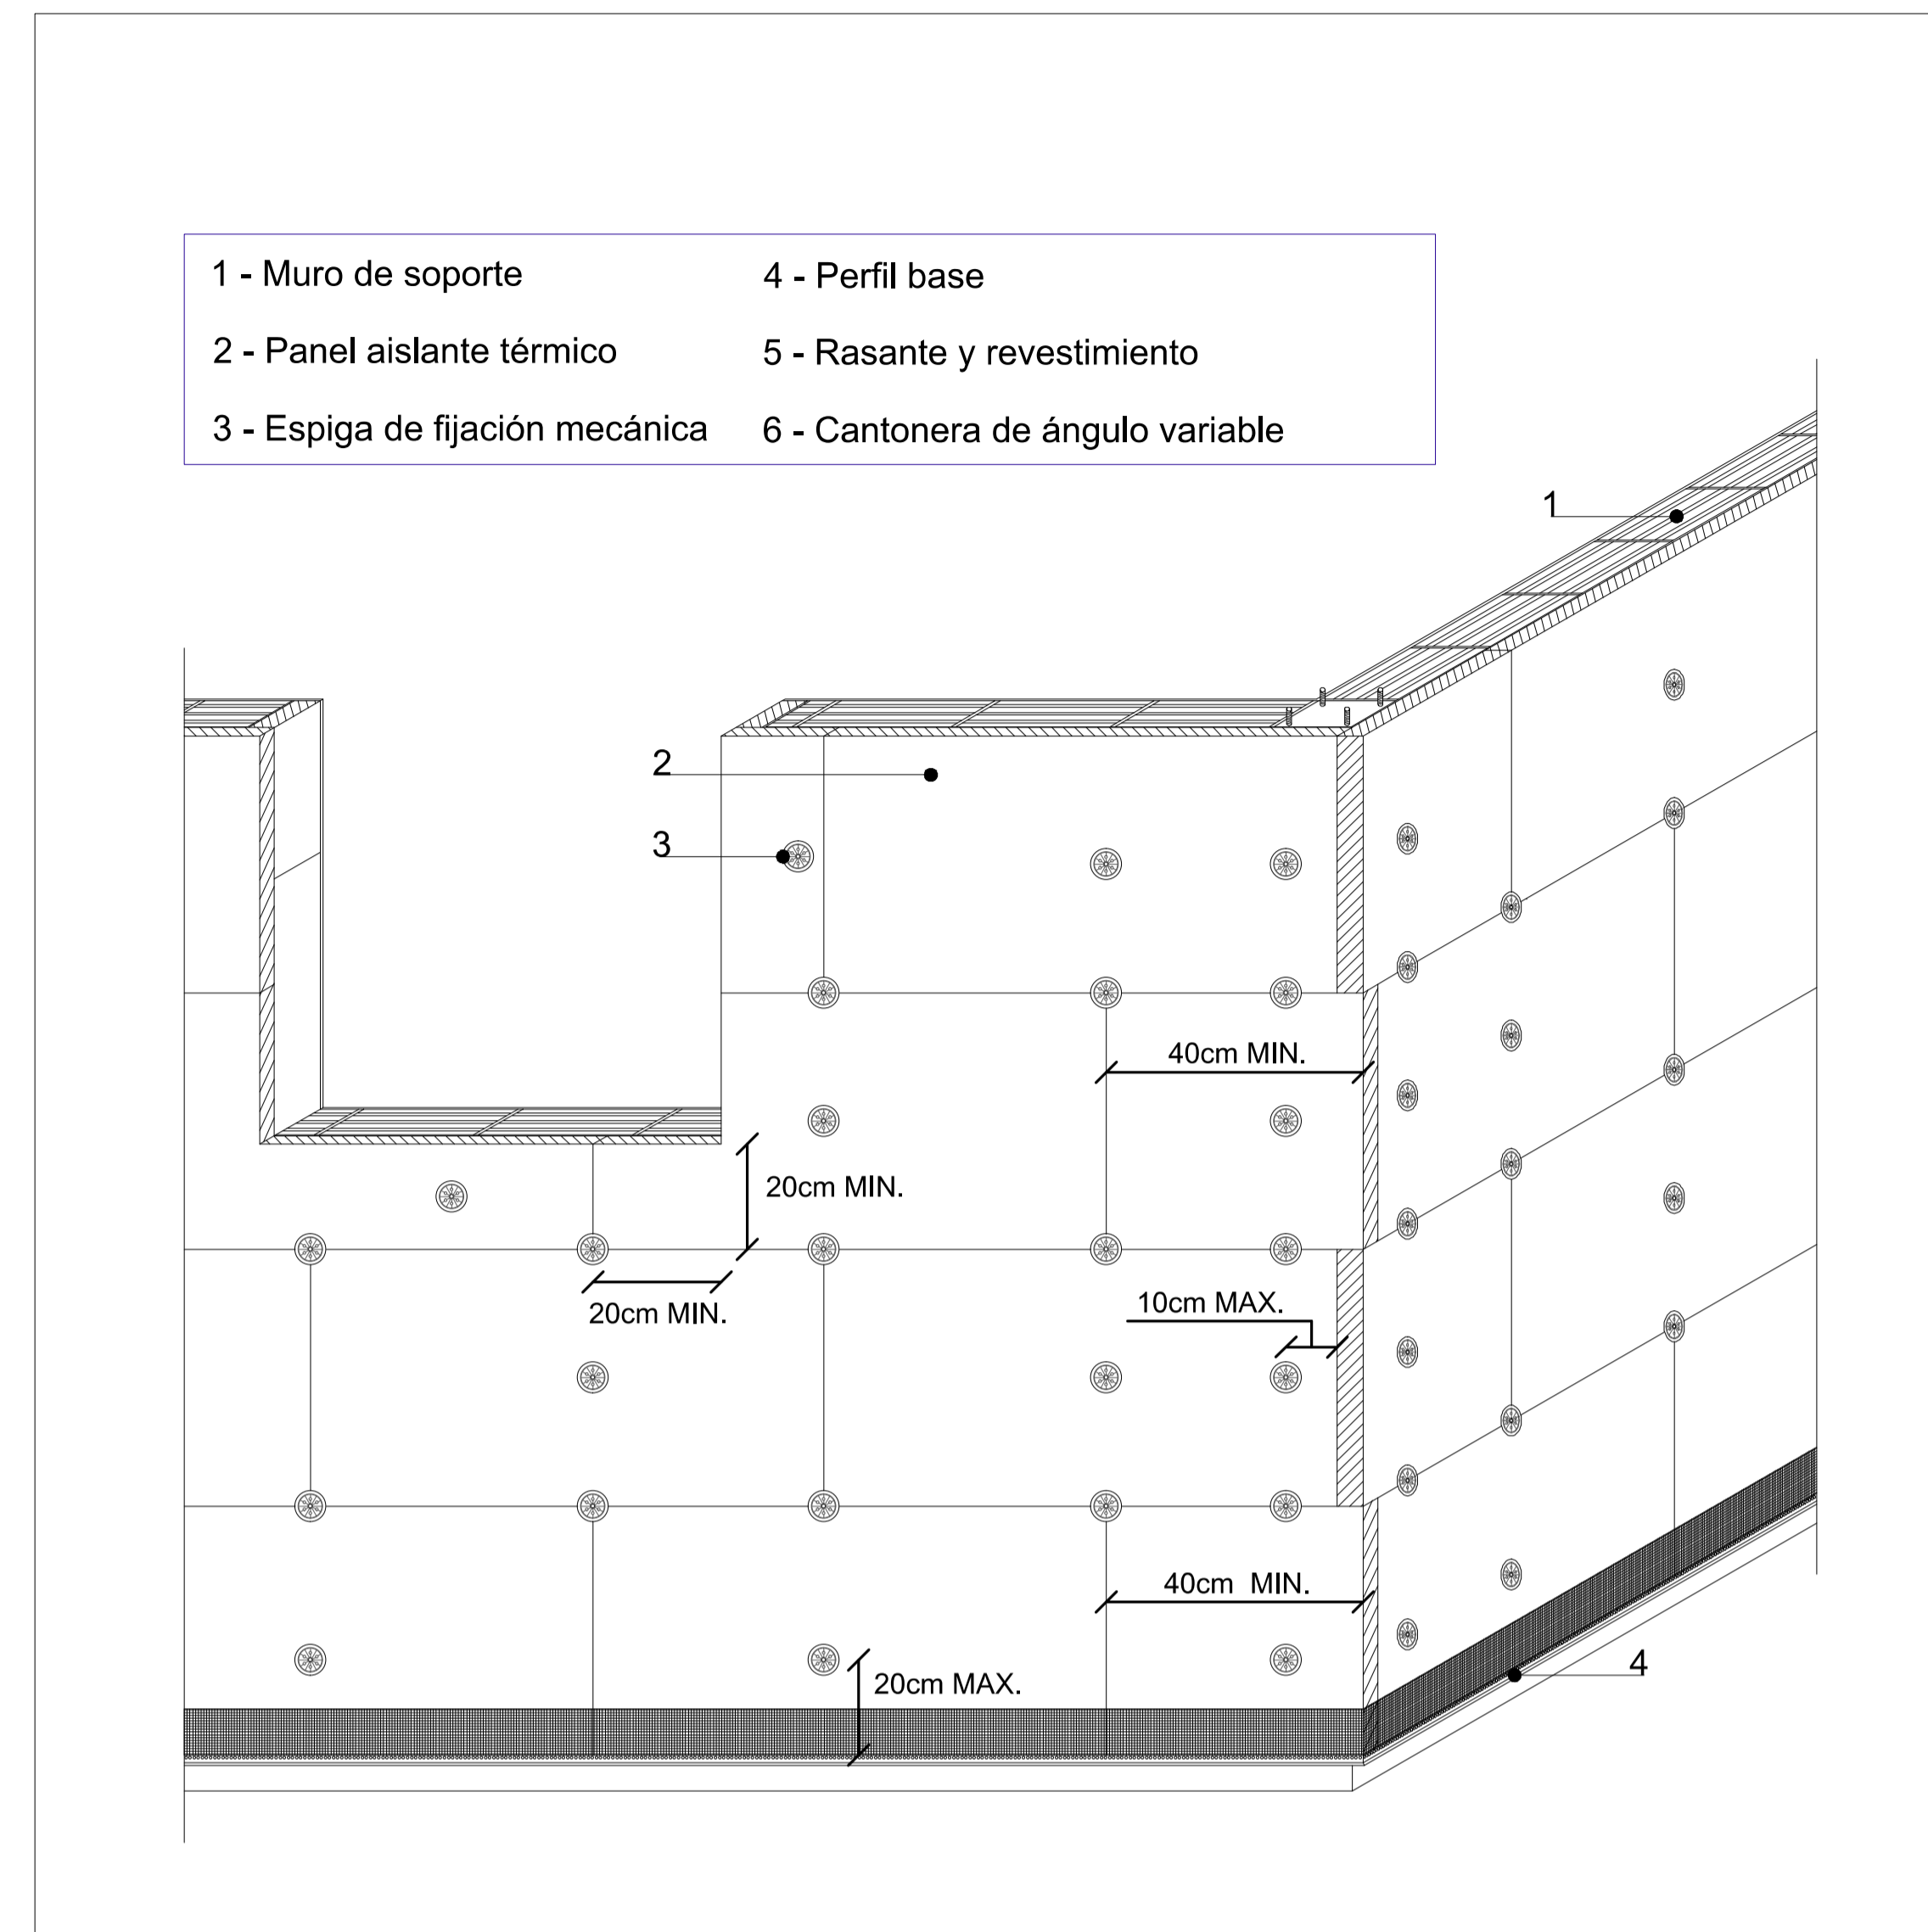 1 - Muro de soporte
2 - Panel aislante térmico
3 - Espiga de fijación mecánica
4 - Perfil base
5 - Rasante y revestimiento
6 - Cantonera de ángulo variable
1
2
3
40cm MIN.
20cm MIN.
20cm MIN.
10cm MAX.
40cm  MIN.
4
20cm MAX.